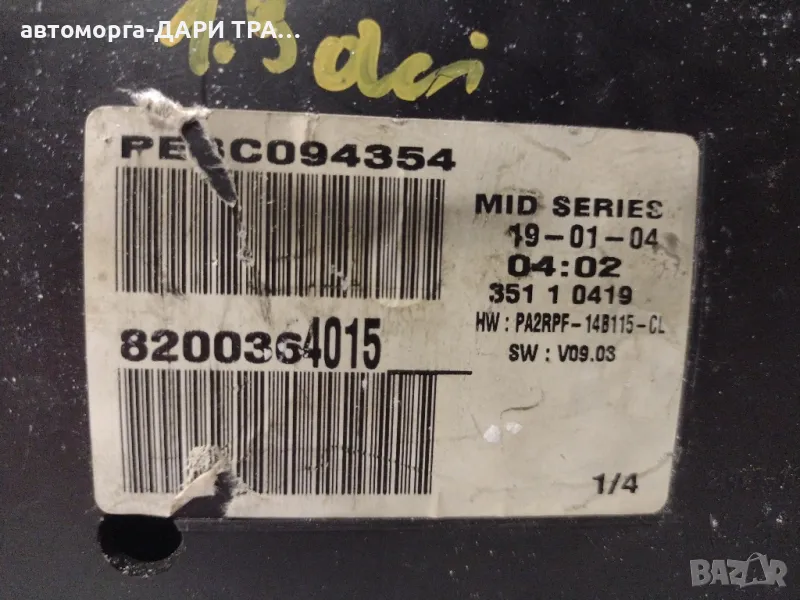 автоморга-ДАРИ ТРА...
1.5 dci
MID SERIES
19-01-04
04:02
351 1 0419
8200364015
HW : PA2RPF-14B115-CL
SW : V09.03
1/4
BAZAR